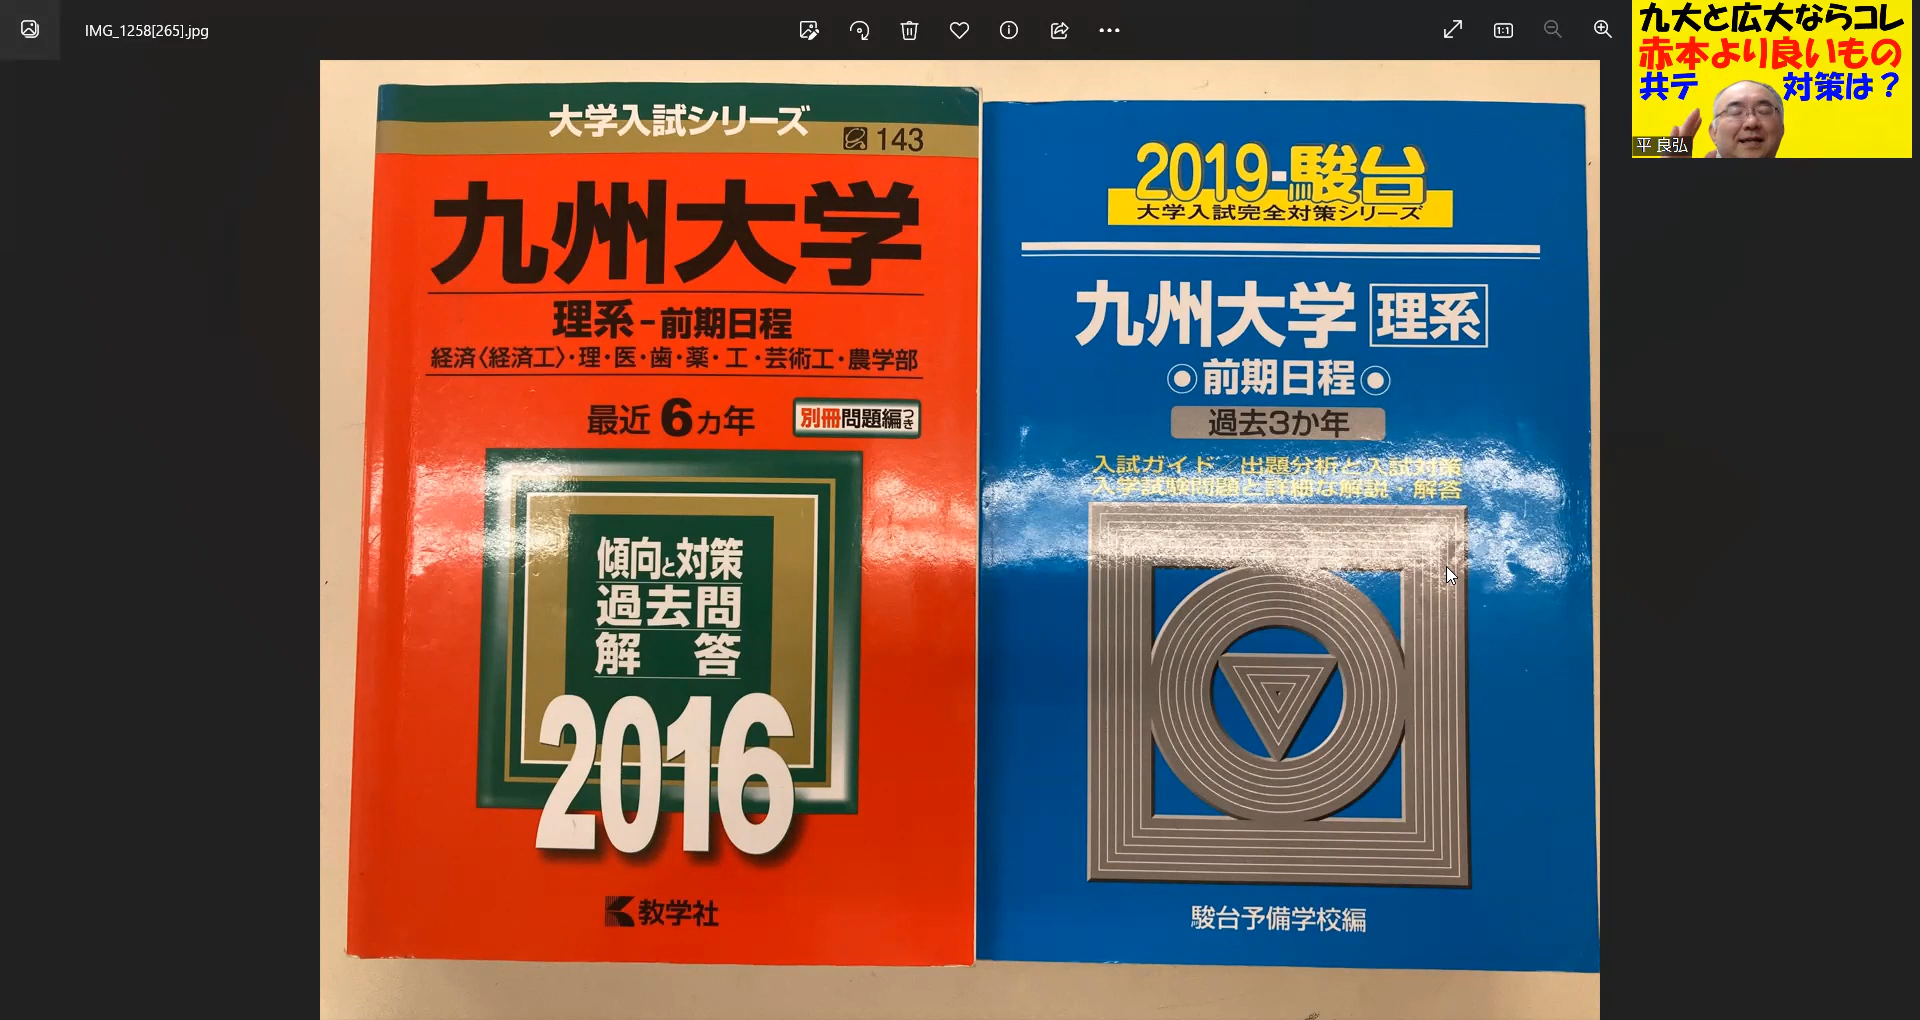 IMG_1258[265].jpg
1:1
九大と広大ならコレ
赤本より良いもの
共テ 対策は？
平 良弘
大学入試シリーズ
143
九州大学
理系-前期日程
経済〈経済工〉・理・医・歯・薬・工・芸術工・農学部
最近6カ年
別冊問題編つき
傾向と対策
過去問
解答
2016
教学社
2019-駿台
大学入試完全対策シリーズ
九州大学 理系
前期日程
過去3か年
入試ガイド／出題分析と入試対策
入学試験問題と詳細な解説・解答
駿台予備学校編